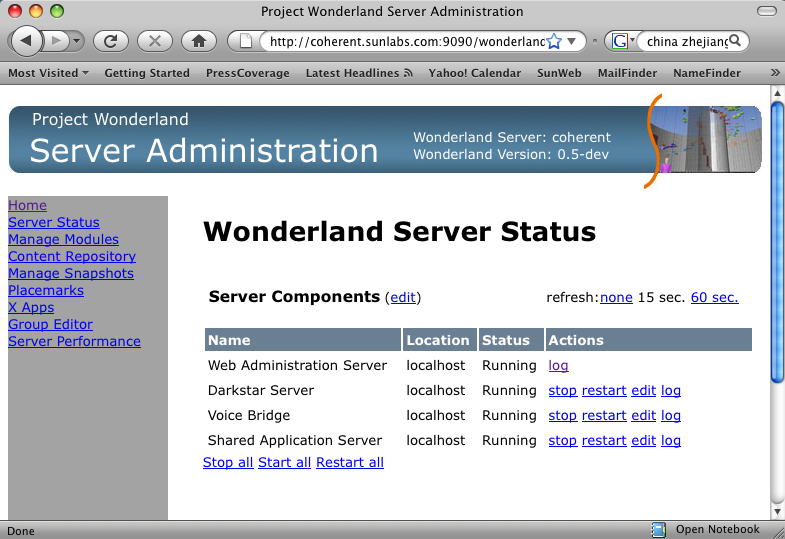 Project Wonderland Server Administration
http://coherent.sunlabs.com:9090/wonderland
G
china zhejiang
Most Visited Getting Started PressCoverage Latest Headlines Yahoo! Calendar SunWeb MailFinder NameFinder »
Project Wonderland
Server Administration
Wonderland Server: coherent
Wonderland Version: 0.5-dev
Home
Server Status
Manage Modules
Content Repository
Manage Snapshots
Placemarks
X Apps
Group Editor
Server Performance
Wonderland Server Status
Server Components (edit) refresh:none 15 sec. 60 sec.
Name Location Status Actions
Web Administration Server localhost Running log
Darkstar Server localhost Running stop restart edit log
Voice Bridge localhost Running stop restart edit log
Shared Application Server localhost Running stop restart edit log
Stop all Start all Restart all
Done Open Notebook